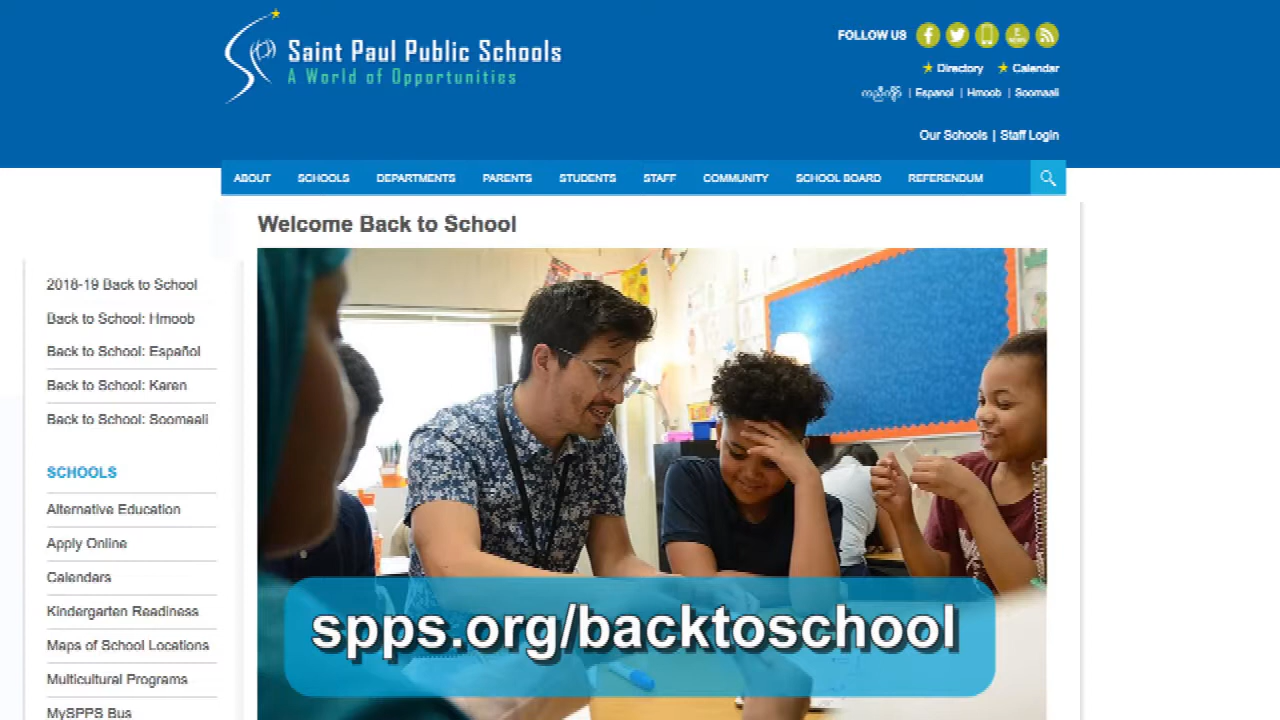 Saint Paul Public Schools
A World of Opportunities
FOLLOW US
Directory Calendar
ကညီကျိာ် | Espanol | Hmoob | Soomaali
Our Schools | Staff Login
ABOUT SCHOOLS DEPARTMENTS PARENTS STUDENTS STAFF COMMUNITY SCHOOL BOARD REFERENDUM
Welcome Back to School
2018-19 Back to School
Back to School: Hmoob
Back to School: Español
Back to School: Karen
Back to School: Soomaali
SCHOOLS
Alternative Education
Apply Online
Calendars
Kindergarten Readiness
Maps of School Locations
Multicultural Programs
MySPPS Bus
spps.org/backtoschool